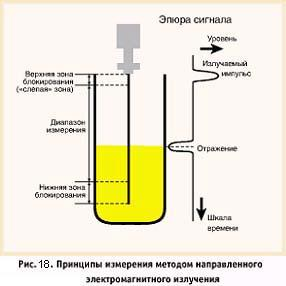 Эпюра сигнала
Уровень
Верхняя зона
блокирования
(«слепая» зона)
Излучаемый
импульс
Диапазон
измерения
Отражение
Нижняя зона
блокирования
Шкала
времени
Рис. 18. Принципы измерения методом направленного
электромагнитного излучения